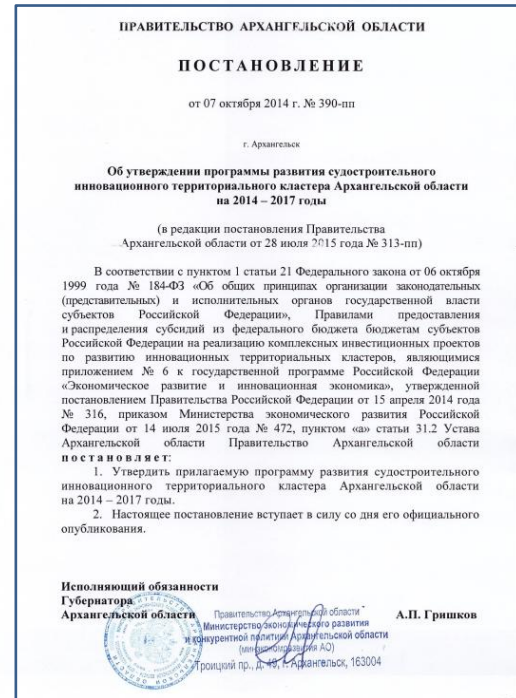 ПРАВИТЕЛЬСТВО АРХАНГЕЛЬСКОЙ ОБЛАСТИ
ПОСТАНОВЛЕНИЕ
от 07 октября 2014 г. № 390-пп
г. Архангельск
Об утверждении программы развития судостроительного
инновационного территориального кластера Архангельской области
на 2014 – 2017 годы
(в редакции постановления Правительства
Архангельской области от 28 июля 2015 года № 313-пп)
В соответствии с пунктом 1 статьи 21 Федерального закона от 06 октября
1999 года № 184-ФЗ «Об общих принципах организации законодательных
(представительных) и исполнительных органов государственной власти
субъектов Российской Федерации», Правилами предоставления
и распределения субсидий из федерального бюджета бюджетам субъектов
Российской Федерации на реализацию комплексных инвестиционных проектов
по развитию инновационных территориальных кластеров, являющимися
приложением № 6 к государственной программе Российской Федерации
«Экономическое развитие и инновационная экономика», утвержденной
постановлением Правительства Российской Федерации от 15 апреля 2014 года
№ 316, приказом Министерства экономического развития Российской
Федерации от 14 июля 2015 года № 472, пунктом «а» статьи 31.2 Устава
Архангельской области Правительство Архангельской области
постановляет:
1. Утвердить прилагаемую программу развития судостроительного
инновационного территориального кластера Архангельской области
на 2014 – 2017 годы.
2. Настоящее постановление вступает в силу со дня его официального
опубликования.
Исполняющий обязанности
Губернатора
Архангельской области
А.П. Гришков
Правительство Архангельской области
Министерство экономического развития
и конкурентной политики Архангельской области
(минэкономразвития АО)
Троицкий пр., д. 49, г. Архангельск, 163004